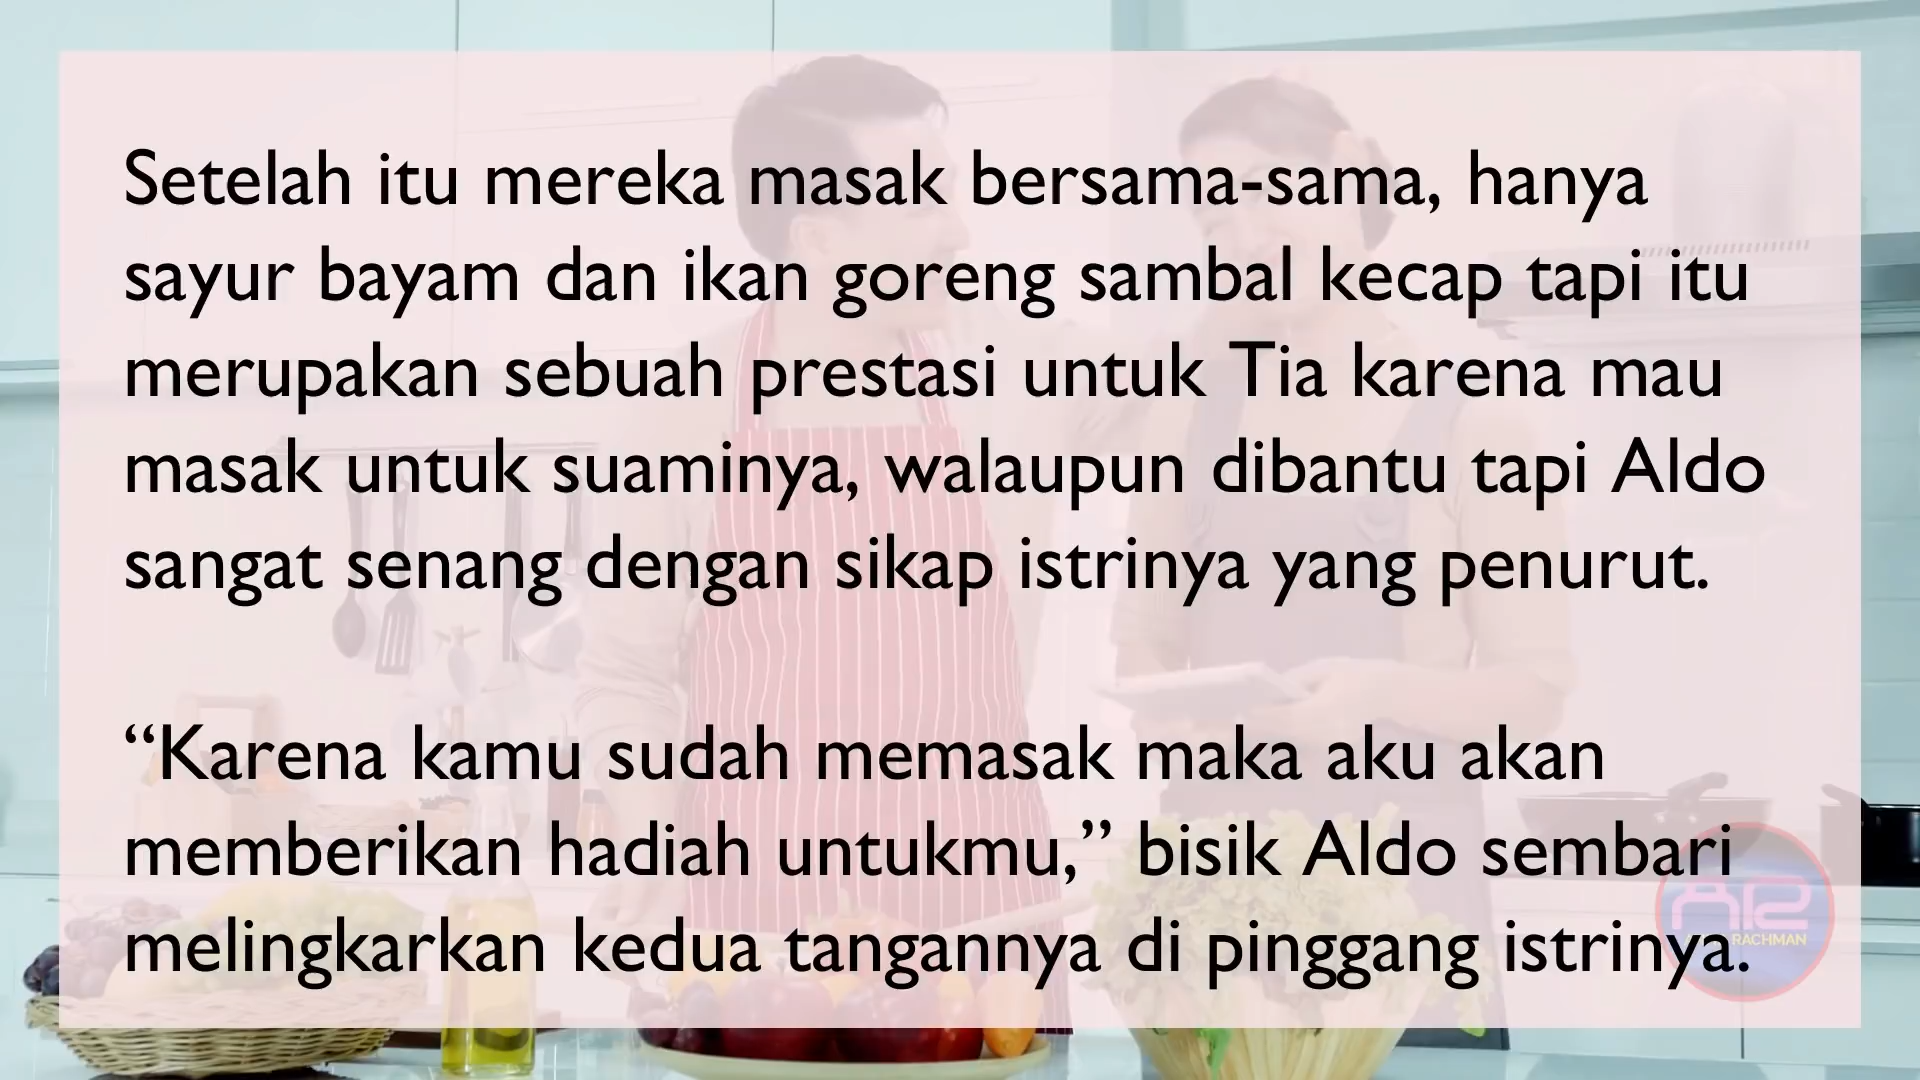 Setelah itu mereka masak bersama-sama, hanya
sayur bayam dan ikan goreng sambal kecap tapi itu
merupakan sebuah prestasi untuk Tia karena mau
masak untuk suaminya, walaupun dibantu tapi Aldo
sangat senang dengan sikap istrinya yang penurut.
“Karena kamu sudah memasak maka aku akan
memberikan hadiah untukmu,” bisik Aldo sembari
melingkarkan kedua tangannya di pinggang istrinya.
AR
RACHMAN